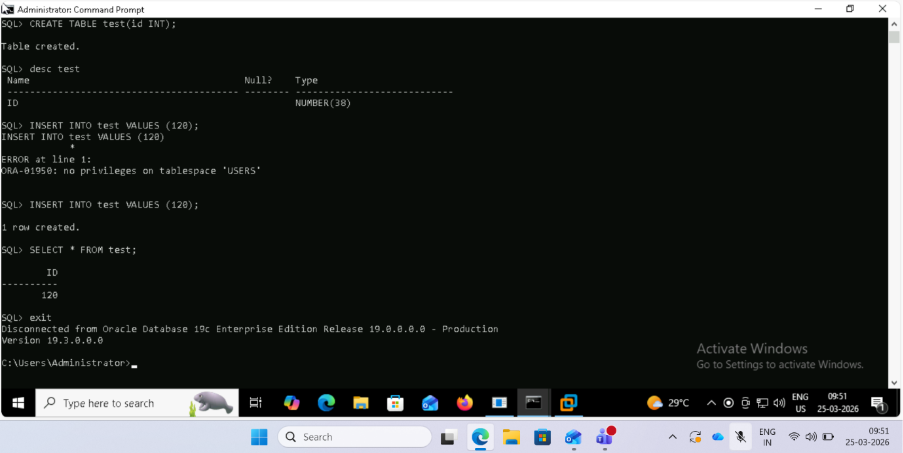 Administrator: Command Prompt
SQL> CREATE TABLE test(id INT);
Table created.
SQL> desc test
Name                                      Null?    Type
----------------------------------------- -------- ----------------------------
ID                                                 NUMBER(38)
SQL> INSERT INTO test VALUES (120);
INSERT INTO test VALUES (120)
            *
ERROR at line 1:
ORA-01950: no privileges on tablespace 'USERS'
SQL> INSERT INTO test VALUES (120);
1 row created.
SQL> SELECT * FROM test;
        ID
----------
       120
SQL> exit
Disconnected from Oracle Database 19c Enterprise Edition Release 19.0.0.0.0 - Production
Version 19.3.0.0.0
C:\Users\Administrator>
Activate Windows
Go to Settings to activate Windows.
Type here to search
29°C
ENG
US
09:51
25-03-2026
1
Search
ENG
IN
09:51
25-03-2026